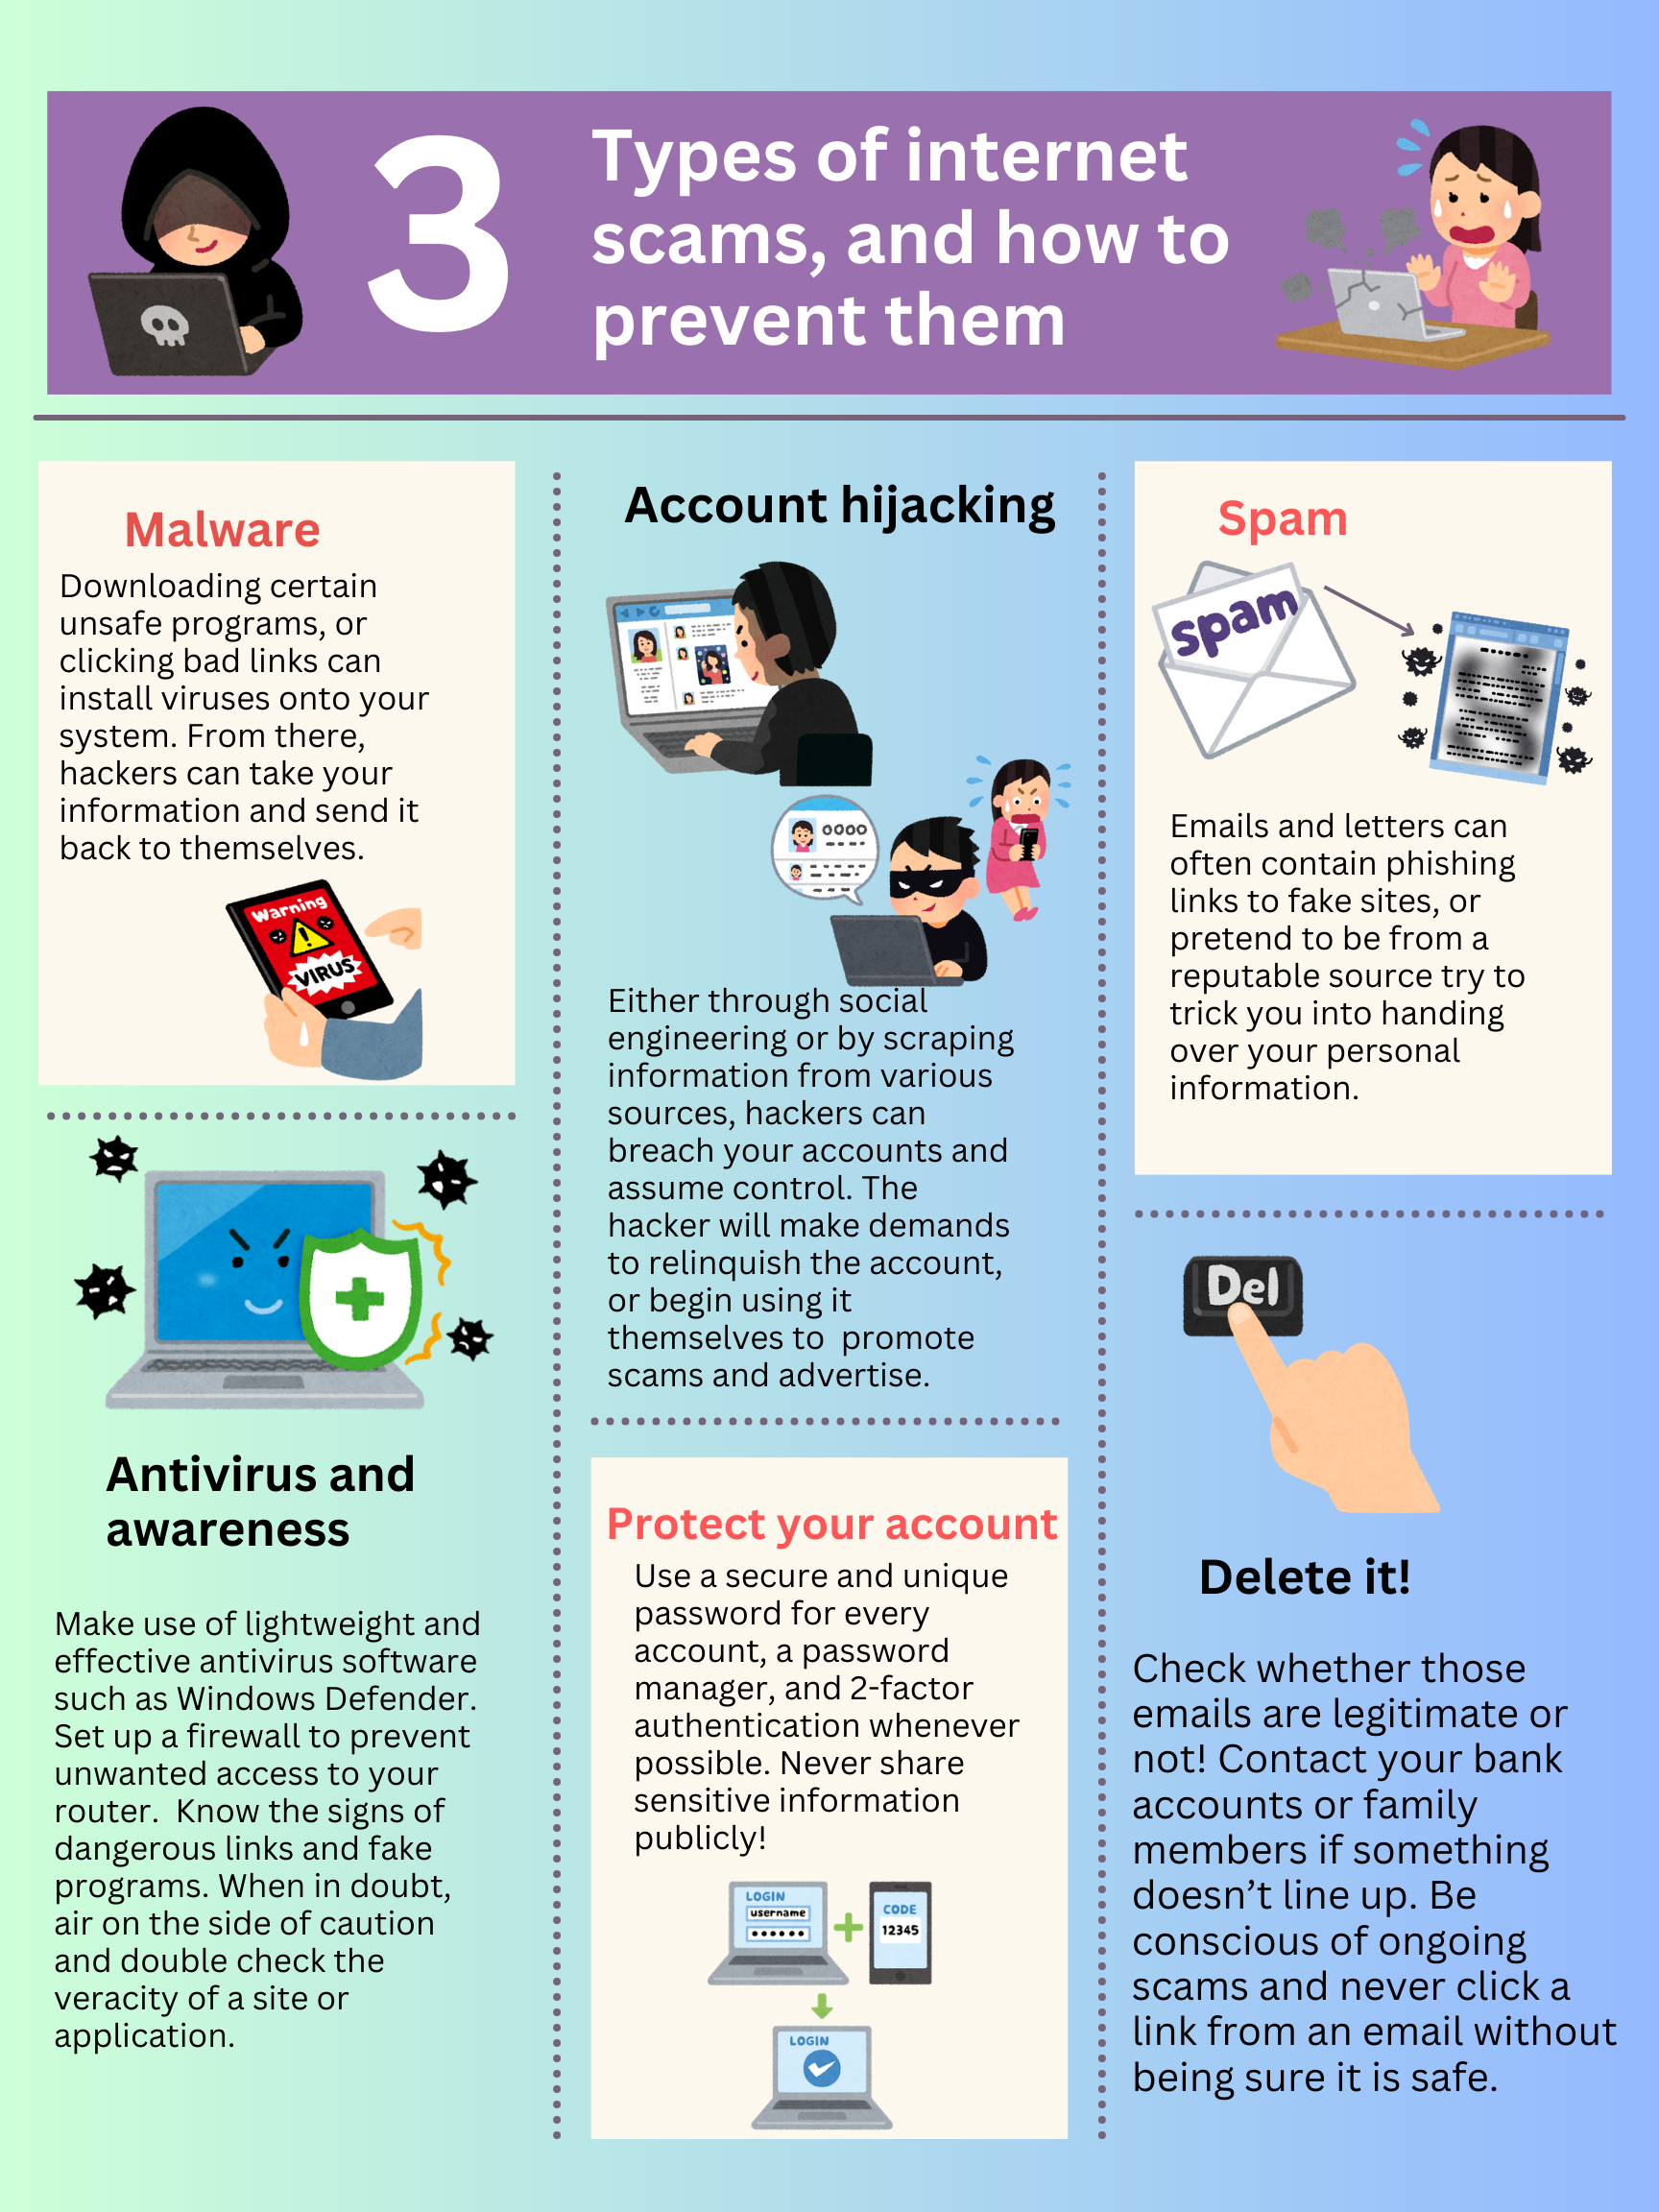 3
Types of internet
scams, and how to
prevent them
Malware
Downloading certain
unsafe programs, or
clicking bad links can
install viruses onto your
system. From there,
hackers can take your
information and send it
back to themselves.
Warning
VIRUS
Antivirus and
awareness
Make use of lightweight and
effective antivirus software
such as Windows Defender.
Set up a firewall to prevent
unwanted access to your
router.  Know the signs of
dangerous links and fake
programs. When in doubt,
air on the side of caution
and double check the
veracity of a site or
application.
Account hijacking
Either through social
engineering or by scraping
information from various
sources, hackers can
breach your accounts and
assume control. The
hacker will make demands
to relinquish the account,
or begin using it
themselves to  promote
scams and advertise.
Protect your account
Use a secure and unique
password for every
account, a password
manager, and 2-factor
authentication whenever
possible. Never share
sensitive information
publicly!
LOGIN
username
CODE
12345
LOGIN
Spam
spam
Emails and letters can
often contain phishing
links to fake sites, or
pretend to be from a
reputable source try to
trick you into handing
over your personal
information.
Del
Delete it!
Check whether those
emails are legitimate or
not! Contact your bank
accounts or family
members if something
doesn’t line up. Be
conscious of ongoing
scams and never click a
link from an email without
being sure it is safe.